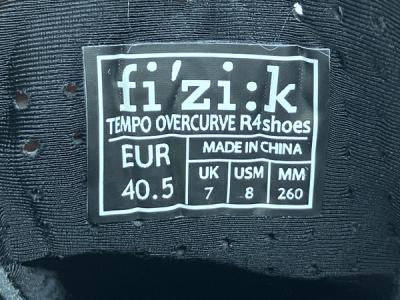 fi'zi:k
TEMPO OVERCURVE R4shoes
EUR 40.5
MADE IN CHINA
UK USM MM
7 8 260